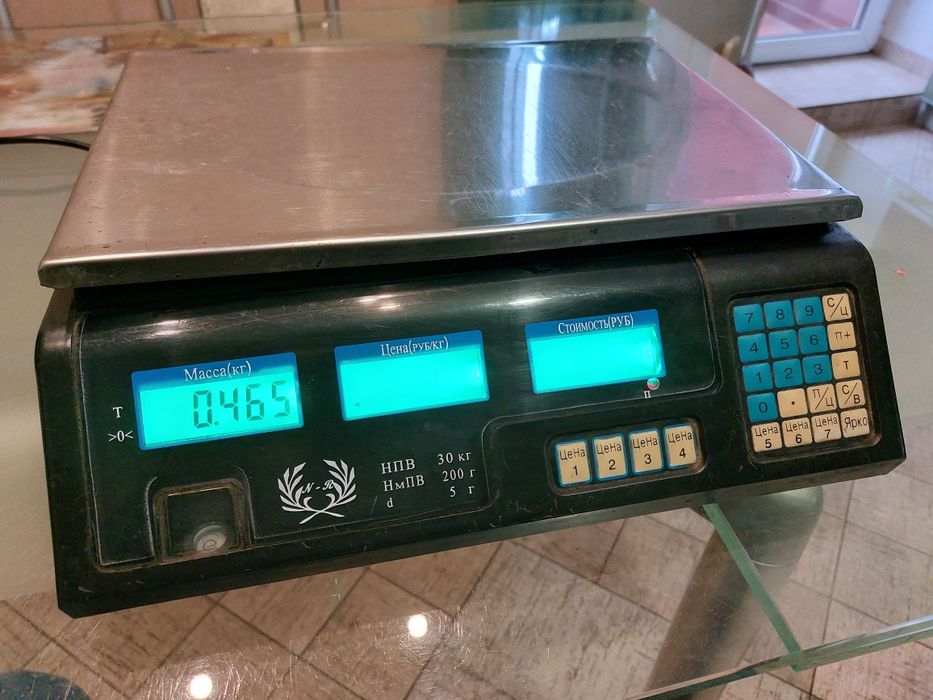 Масса(кг)
Цена(РУБ/КГ)
Стоимость(РУБ)
0.465
Т
>0<
П
N-R
НПВ 30 кг
НмПВ 200 г
d 5 г
Цена 1
Цена 2
Цена 3
Цена 4
7 8 9 С/Ц
4 5 6 П+
1 2 3 Т
0 . П/Ц С/В
Цена 5 Цена 6 Цена 7 Ярко